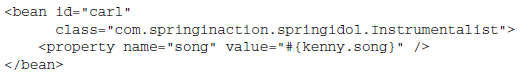 <bean id="carl"
      class="com.springinaction.springidol.Instrumentalist">
    <property name="song" value="#{kenny.song}" />
</bean>